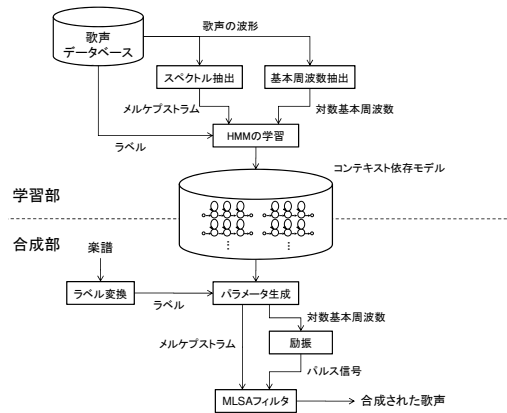 歌声
データベース
歌声の波形
スペクトル抽出
基本周波数抽出
メルケプストラム
対数基本周波数
HMMの学習
ラベル
コンテキスト依存モデル
学習部
合成部
楽譜
ラベル変換
ラベル
パラメータ生成
対数基本周波数
メルケプストラム
励振
パルス信号
MLSAフィルタ
合成された歌声